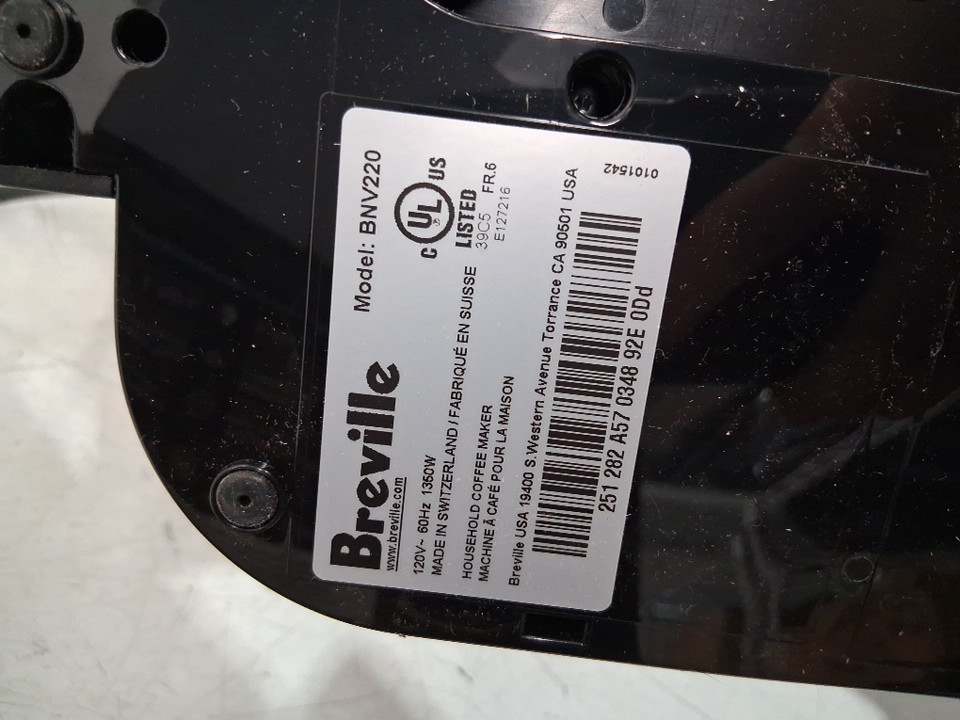 Breville
www.breville.com
Model: BNV220
120V~ 60Hz 1350W
MADE IN SWITZERLAND / FABRIQUÉ EN SUISSE
HOUSEHOLD COFFEE MAKER
MACHINE À CAFÉ POUR LA MAISON
C UL US
LISTED
39C5 FR.6
E127216
Breville USA 19400 S.Western Avenue Torrance CA 90501 USA
251 282 A57 0348 92E 0Dd
0101542